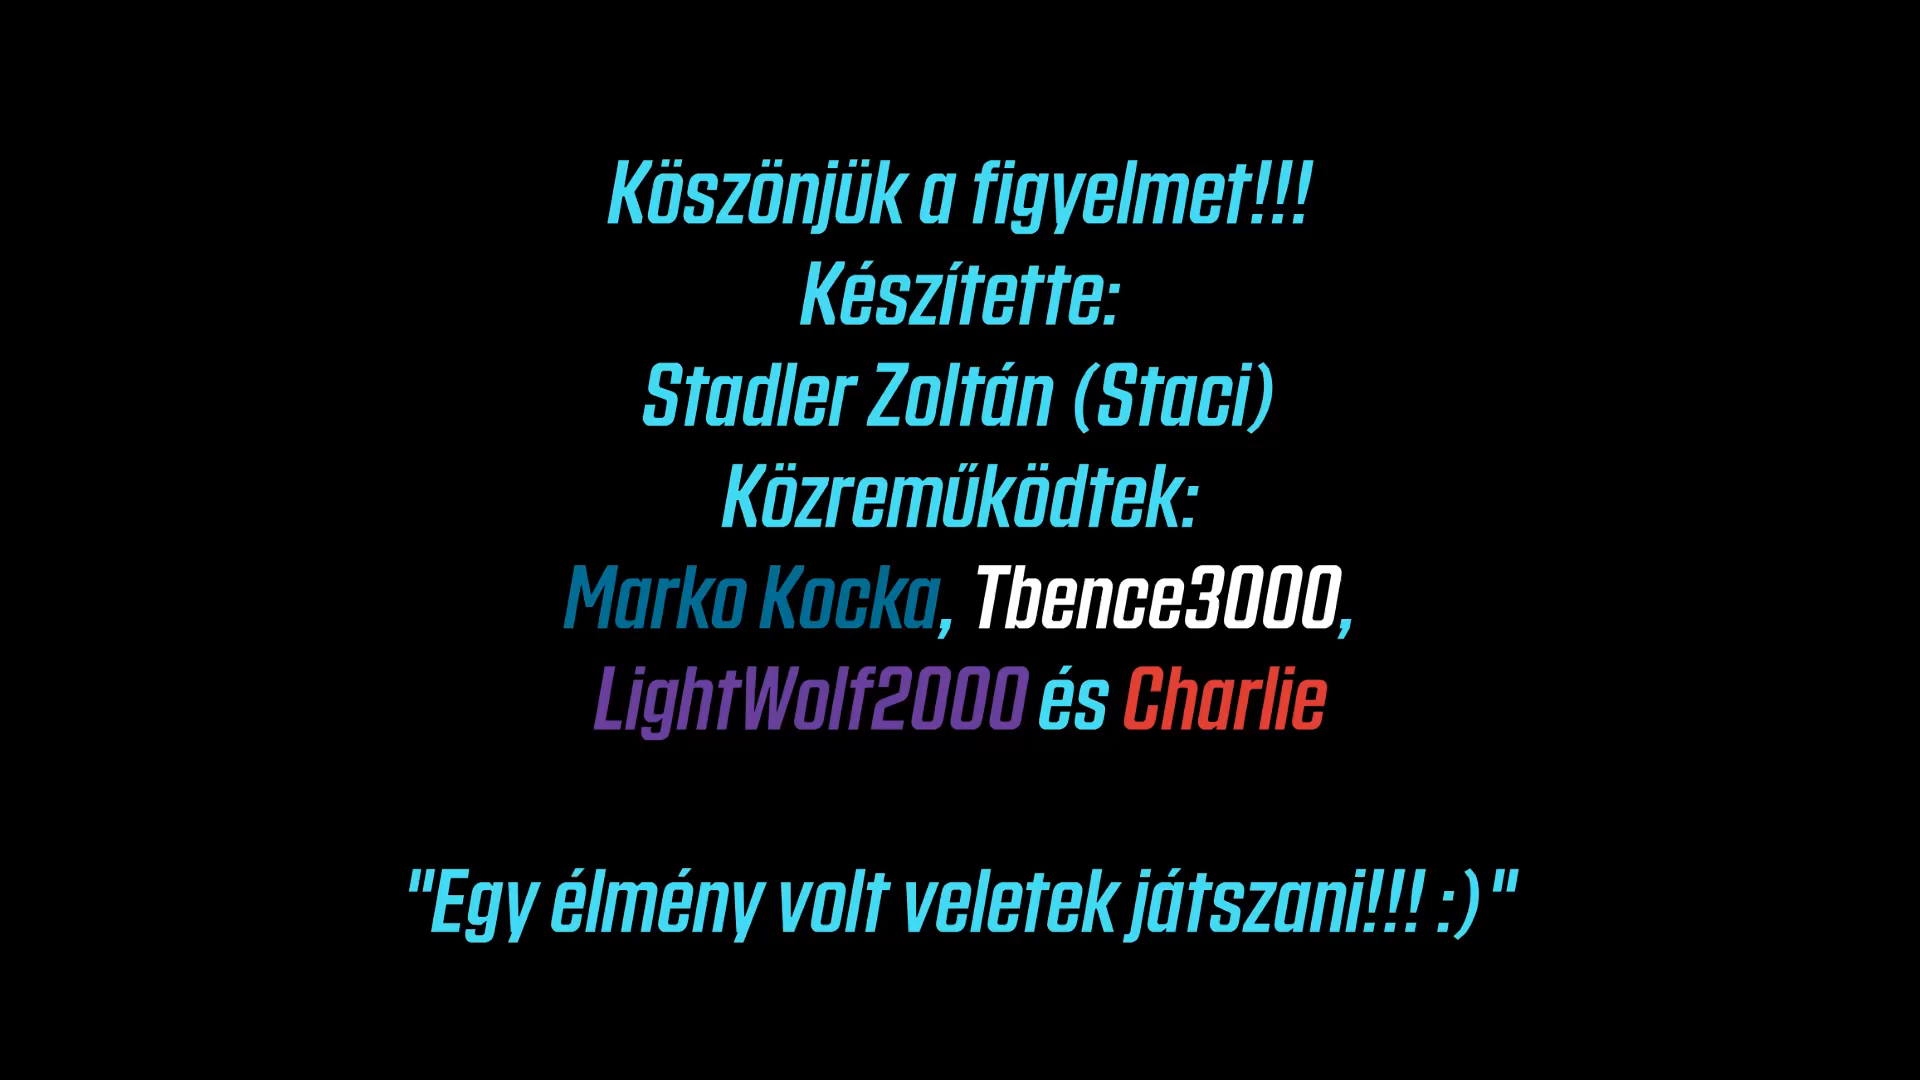 Köszönjük a figyelmet!!!
Készítette:
Stadler Zoltán (Staci)
Közreműködtek:
Marko Kocka, Tbence3000,
LightWolf2000 és Charlie
"Egy élmény volt veletek játszani!!! :)"